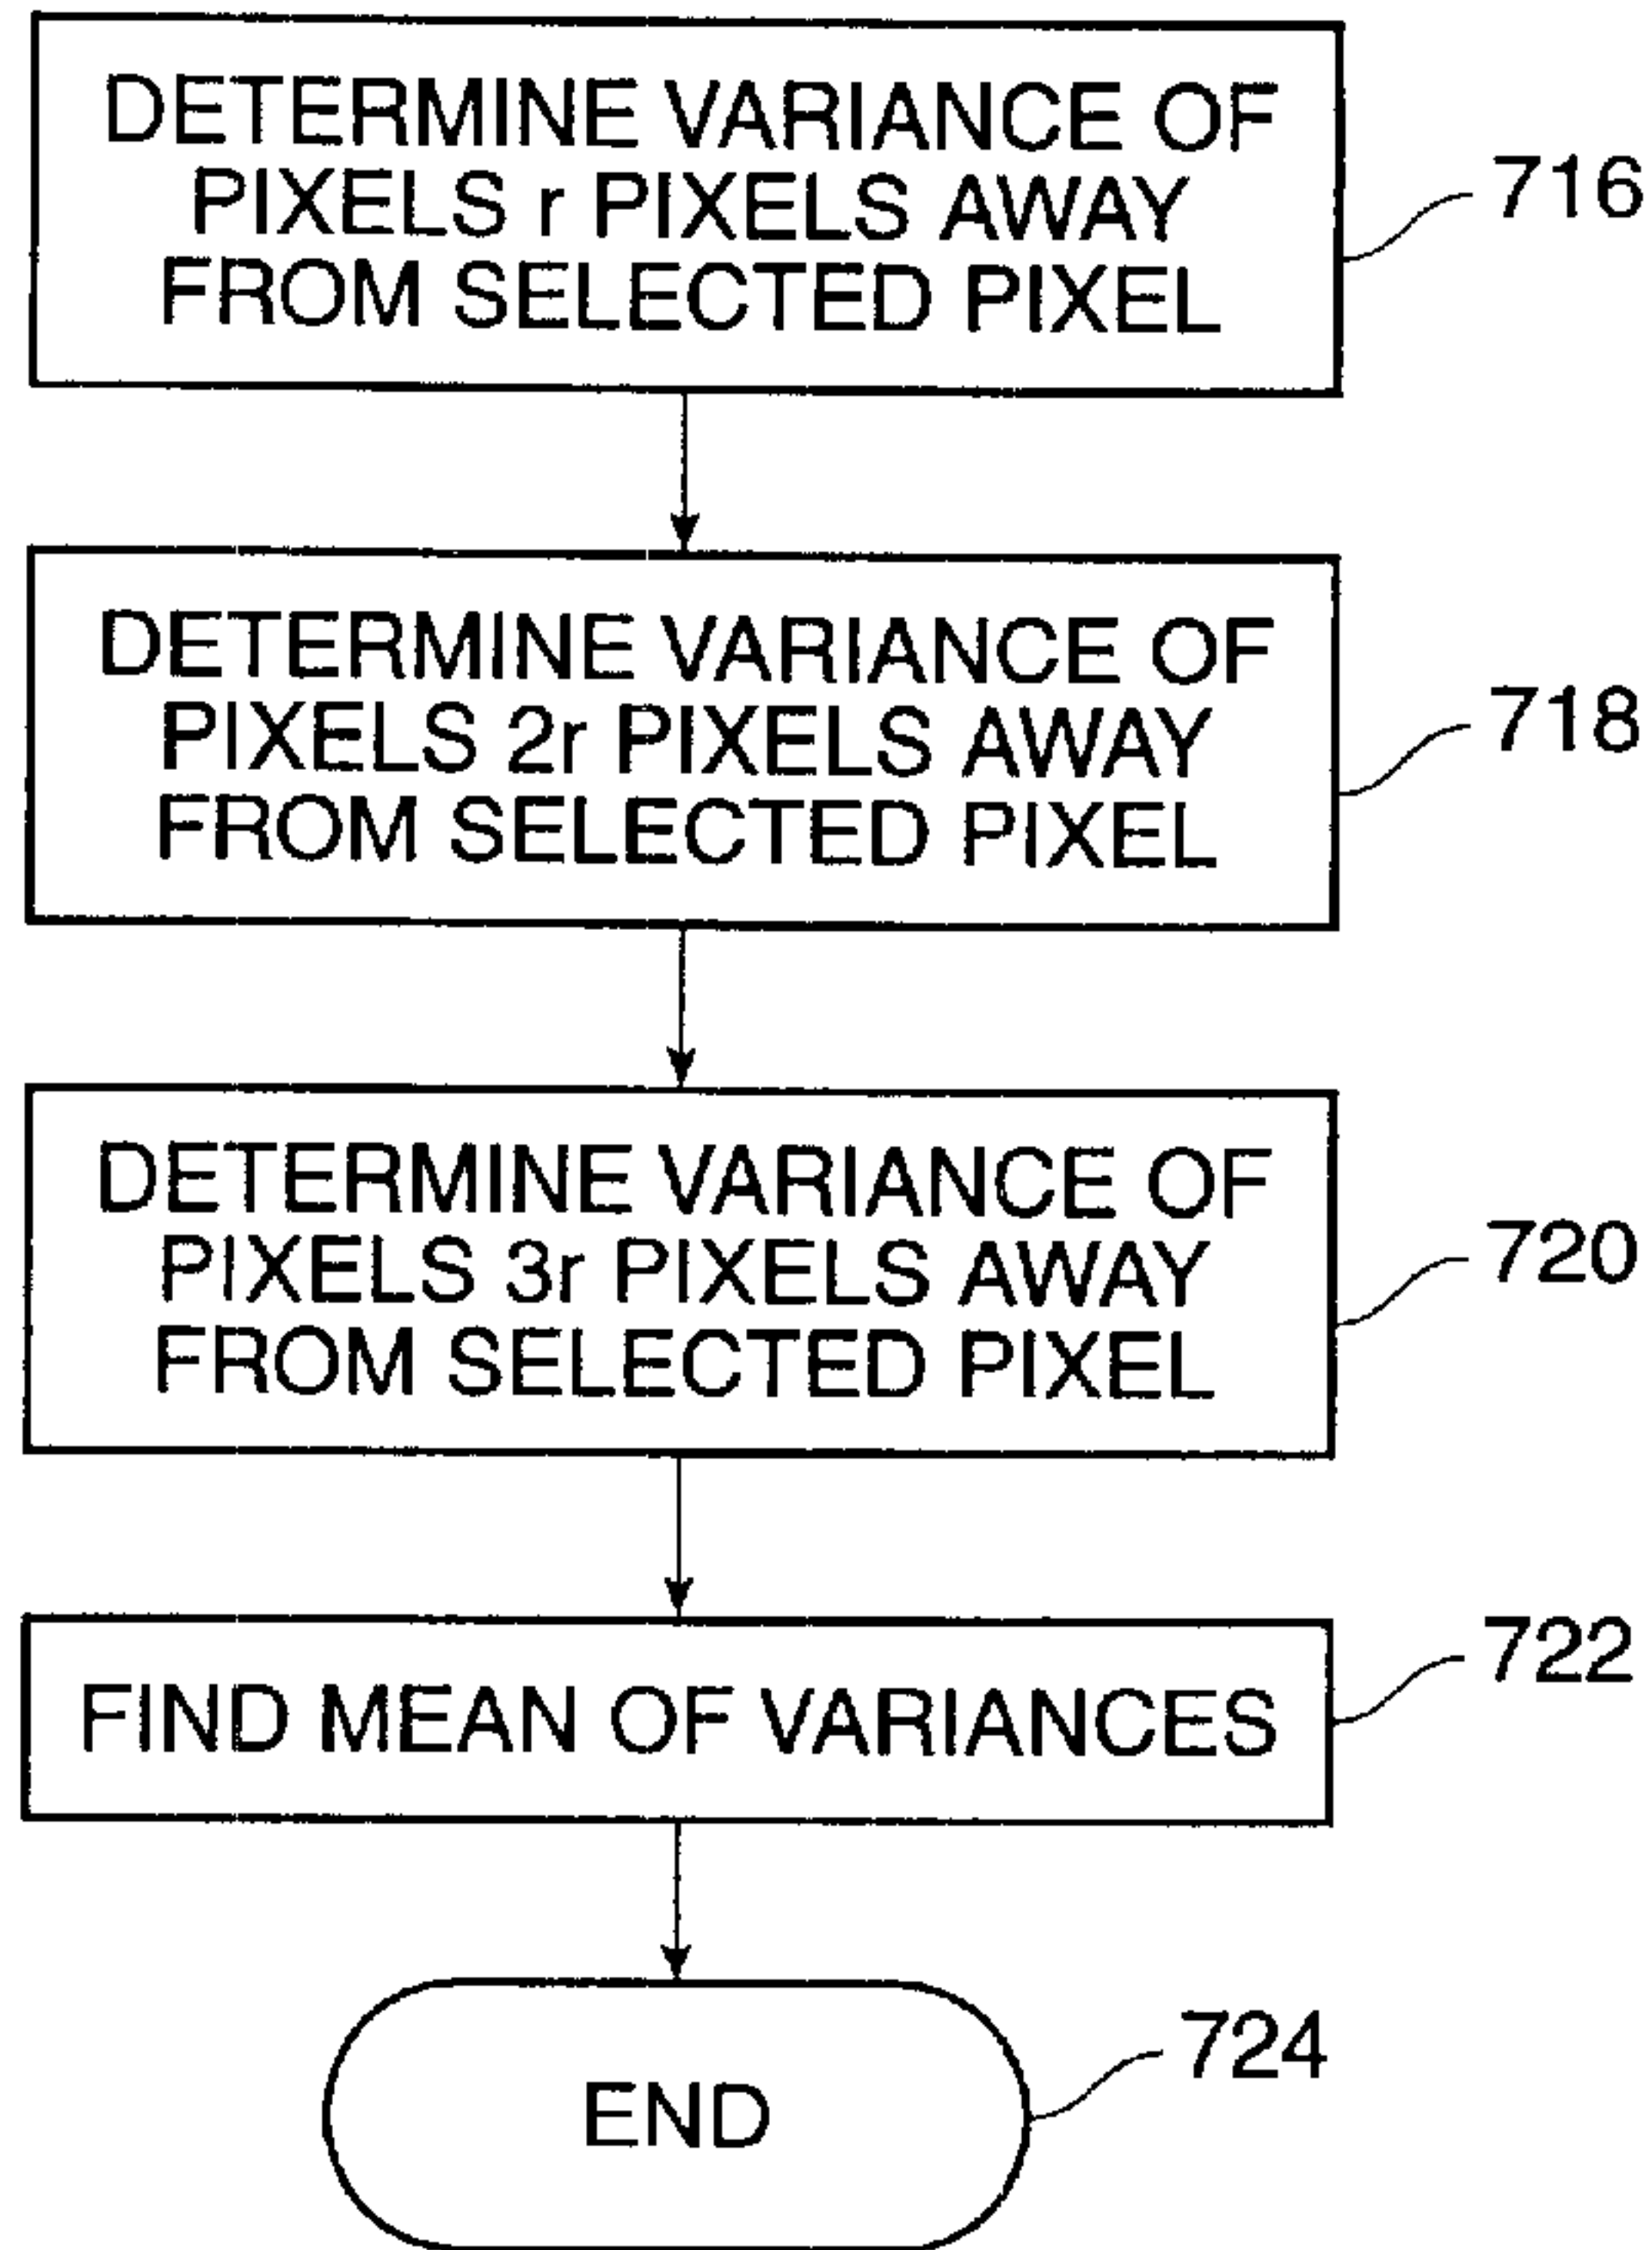 DETERMINE VARIANCE OF
PIXELS r PIXELS AWAY
FROM SELECTED PIXEL
716
DETERMINE VARIANCE OF
PIXELS 2r PIXELS AWAY
FROM SELECTED PIXEL
718
DETERMINE VARIANCE OF
PIXELS 3r PIXELS AWAY
FROM SELECTED PIXEL
720
FIND MEAN OF VARIANCES
722
END
724